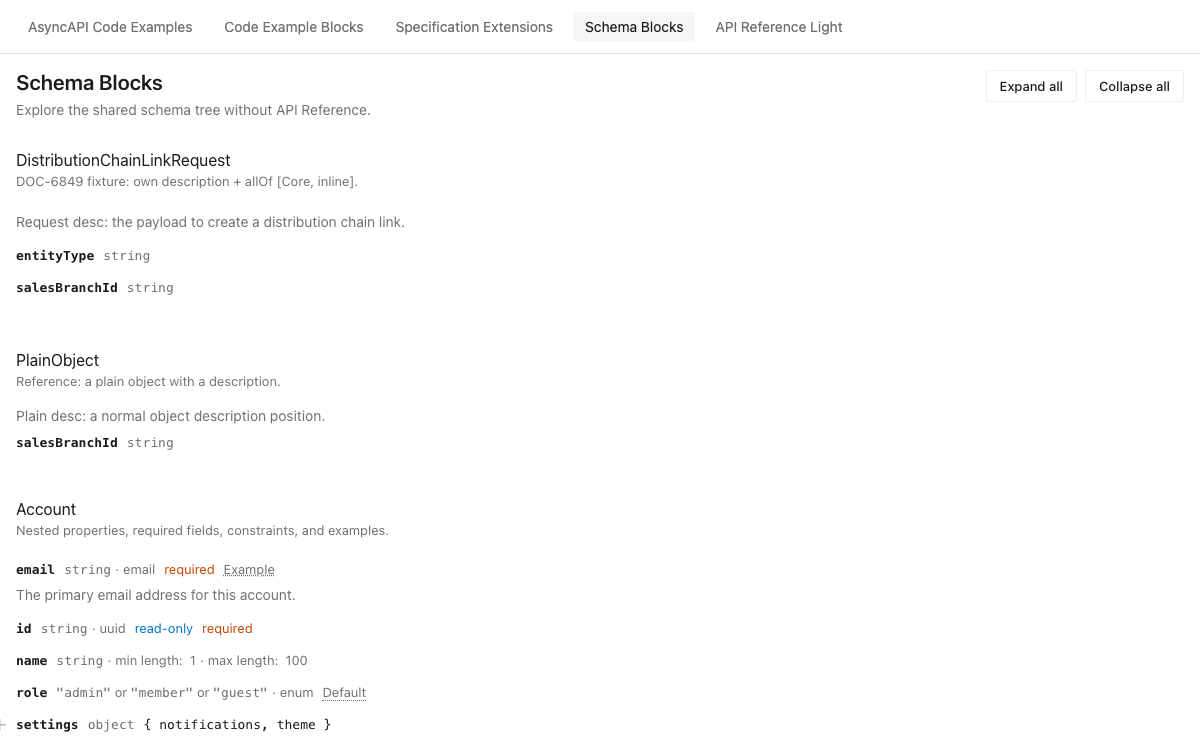 AsyncAPI Code Examples Code Example Blocks Specification Extensions Schema Blocks API Reference Light
Schema Blocks
Expand all Collapse all
Explore the shared schema tree without API Reference.
DistributionChainLinkRequest
DOC-6849 fixture: own description + allOf [Core, inline].
Request desc: the payload to create a distribution chain link.
entityType string
salesBranchId string
PlainObject
Reference: a plain object with a description.
Plain desc: a normal object description position.
salesBranchId string
Account
Nested properties, required fields, constraints, and examples.
email string · email required Example
The primary email address for this account.
id string · uuid read-only required
name string · min length: 1 · max length: 100
role "admin" or "member" or "guest" · enum Default
settings object { notifications, theme }